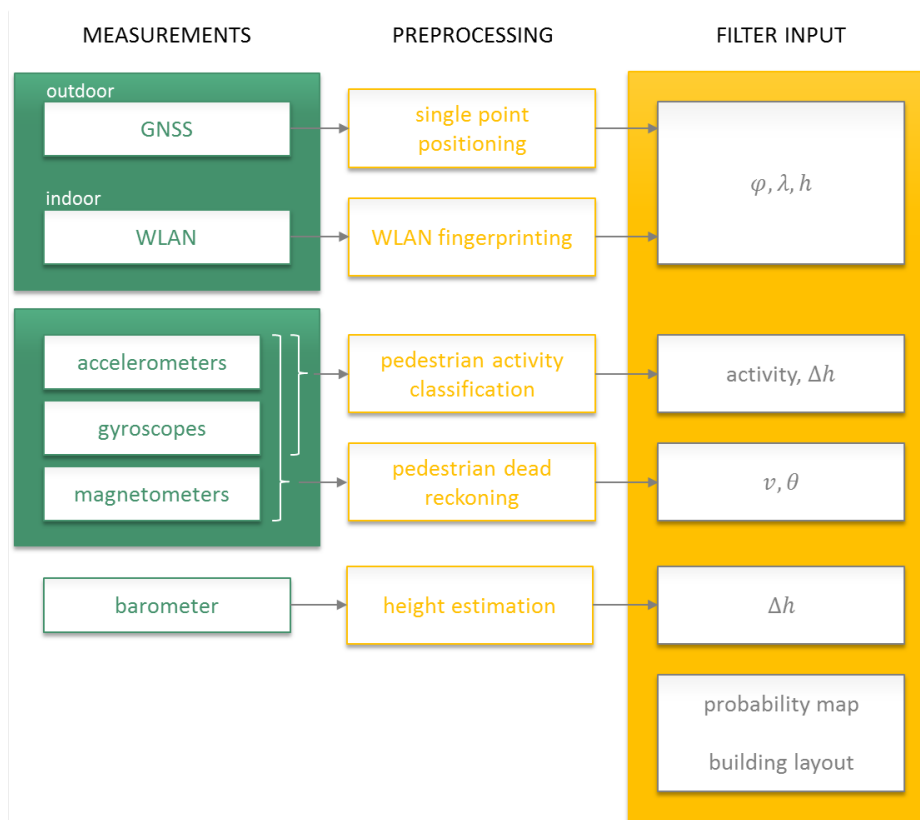 MEASUREMENTS
PREPROCESSING
FILTER INPUT
outdoor
GNSS
single point
positioning
φ, λ, h
indoor
WLAN
WLAN fingerprinting
accelerometers
gyroscopes
magnetometers
pedestrian activity
classification
activity, Δh
pedestrian dead
reckoning
v, θ
barometer
height estimation
Δh
probability map
building layout